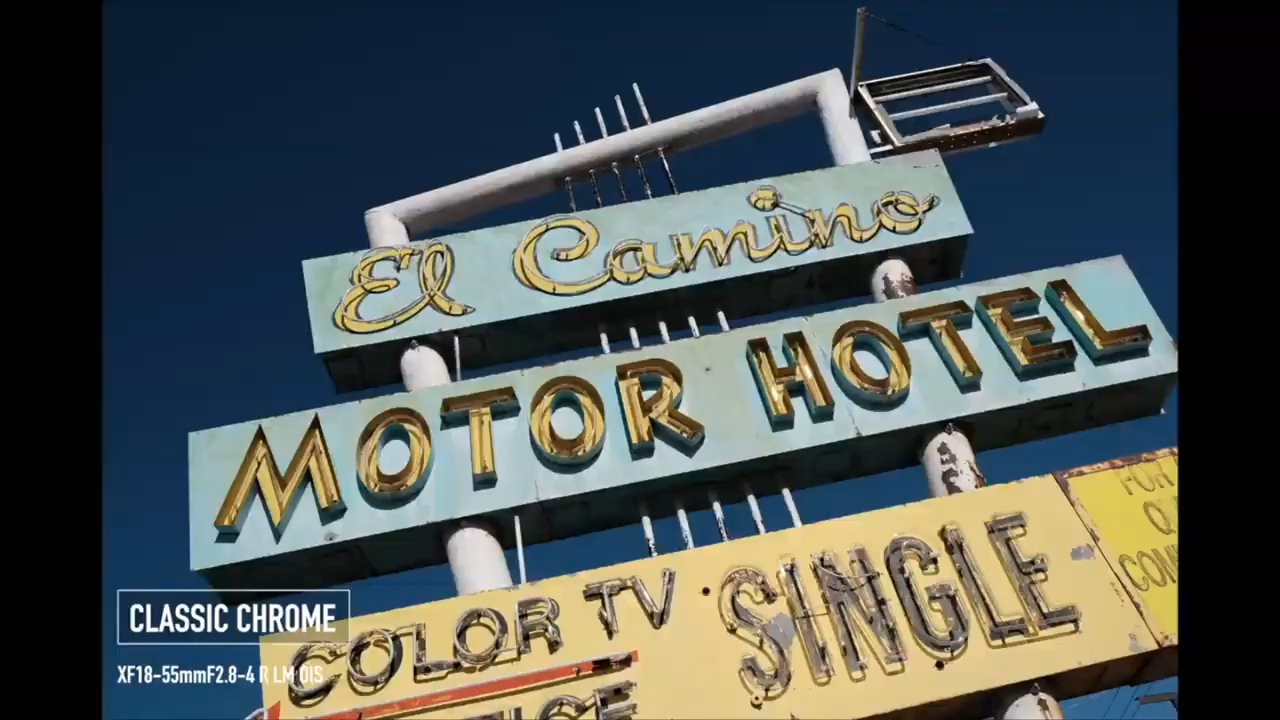 El Camino
MOTOR HOTEL
COLOR TV SINGLE
CLASSIC CHROME
XF18-55mmF2.8-4 R LM OIS